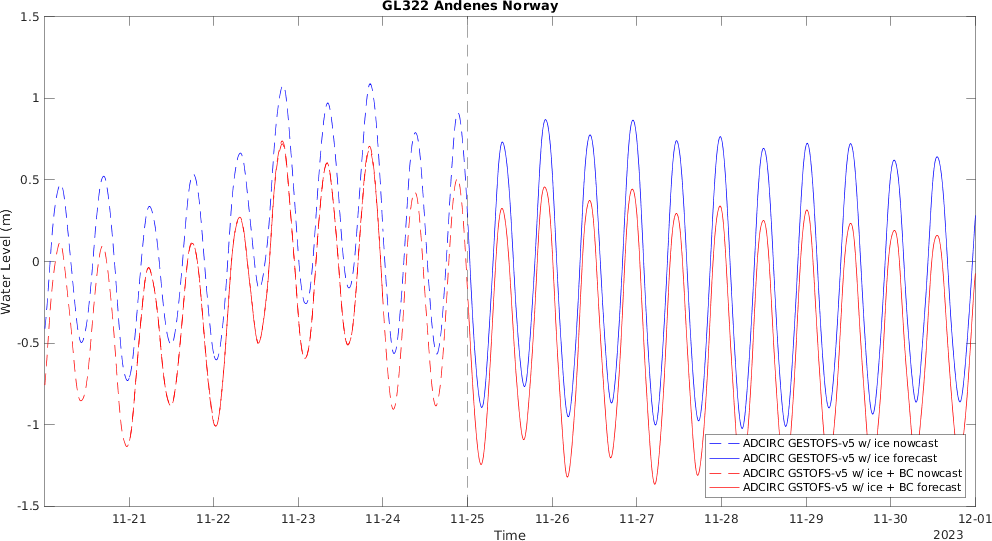 GL322 Andenes Norway
1.5
1
0.5
0
-0.5
-1
-1.5
Water Level (m)
ADCIRC GESTOFS-v5 w/ ice nowcast
ADCIRC GESTOFS-v5 w/ ice forecast
ADCIRC GSTOFS-v5 w/ ice + BC nowcast
ADCIRC GSTOFS-v5 w/ ice + BC forecast
11-21 11-22 11-23 11-24 11-25 11-26 11-27 11-28 11-29 11-30 12-01
Time
2023